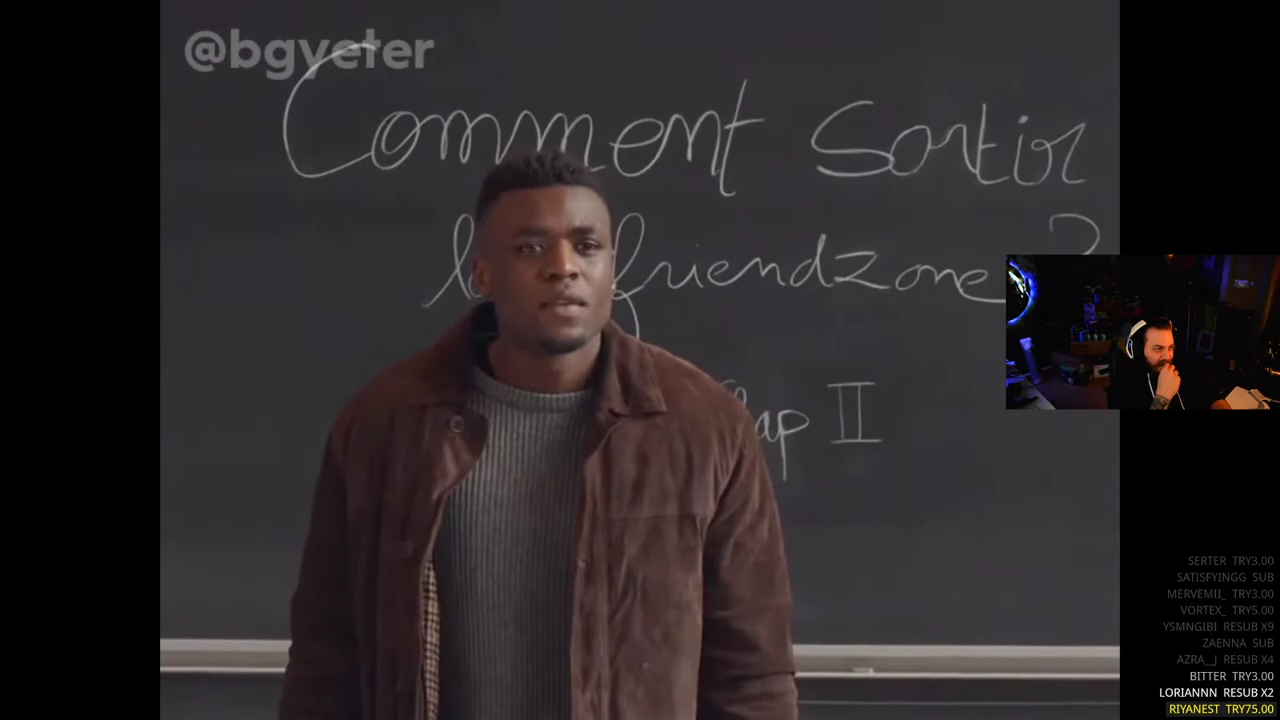 @bgyeter
Comment Sortir
friendzone ?
II
SERTER TRY3.00
SATISFYINGG SUB
MERVEMII_ TRY3.00
VORTEX_ TRY5.00
YSMNGIBI RESUB X9
ZAENNA SUB
AZRA__J RESUB X4
BITTER TRY3.00
LORIANNN RESUB X2
RIYANEST TRY75.00